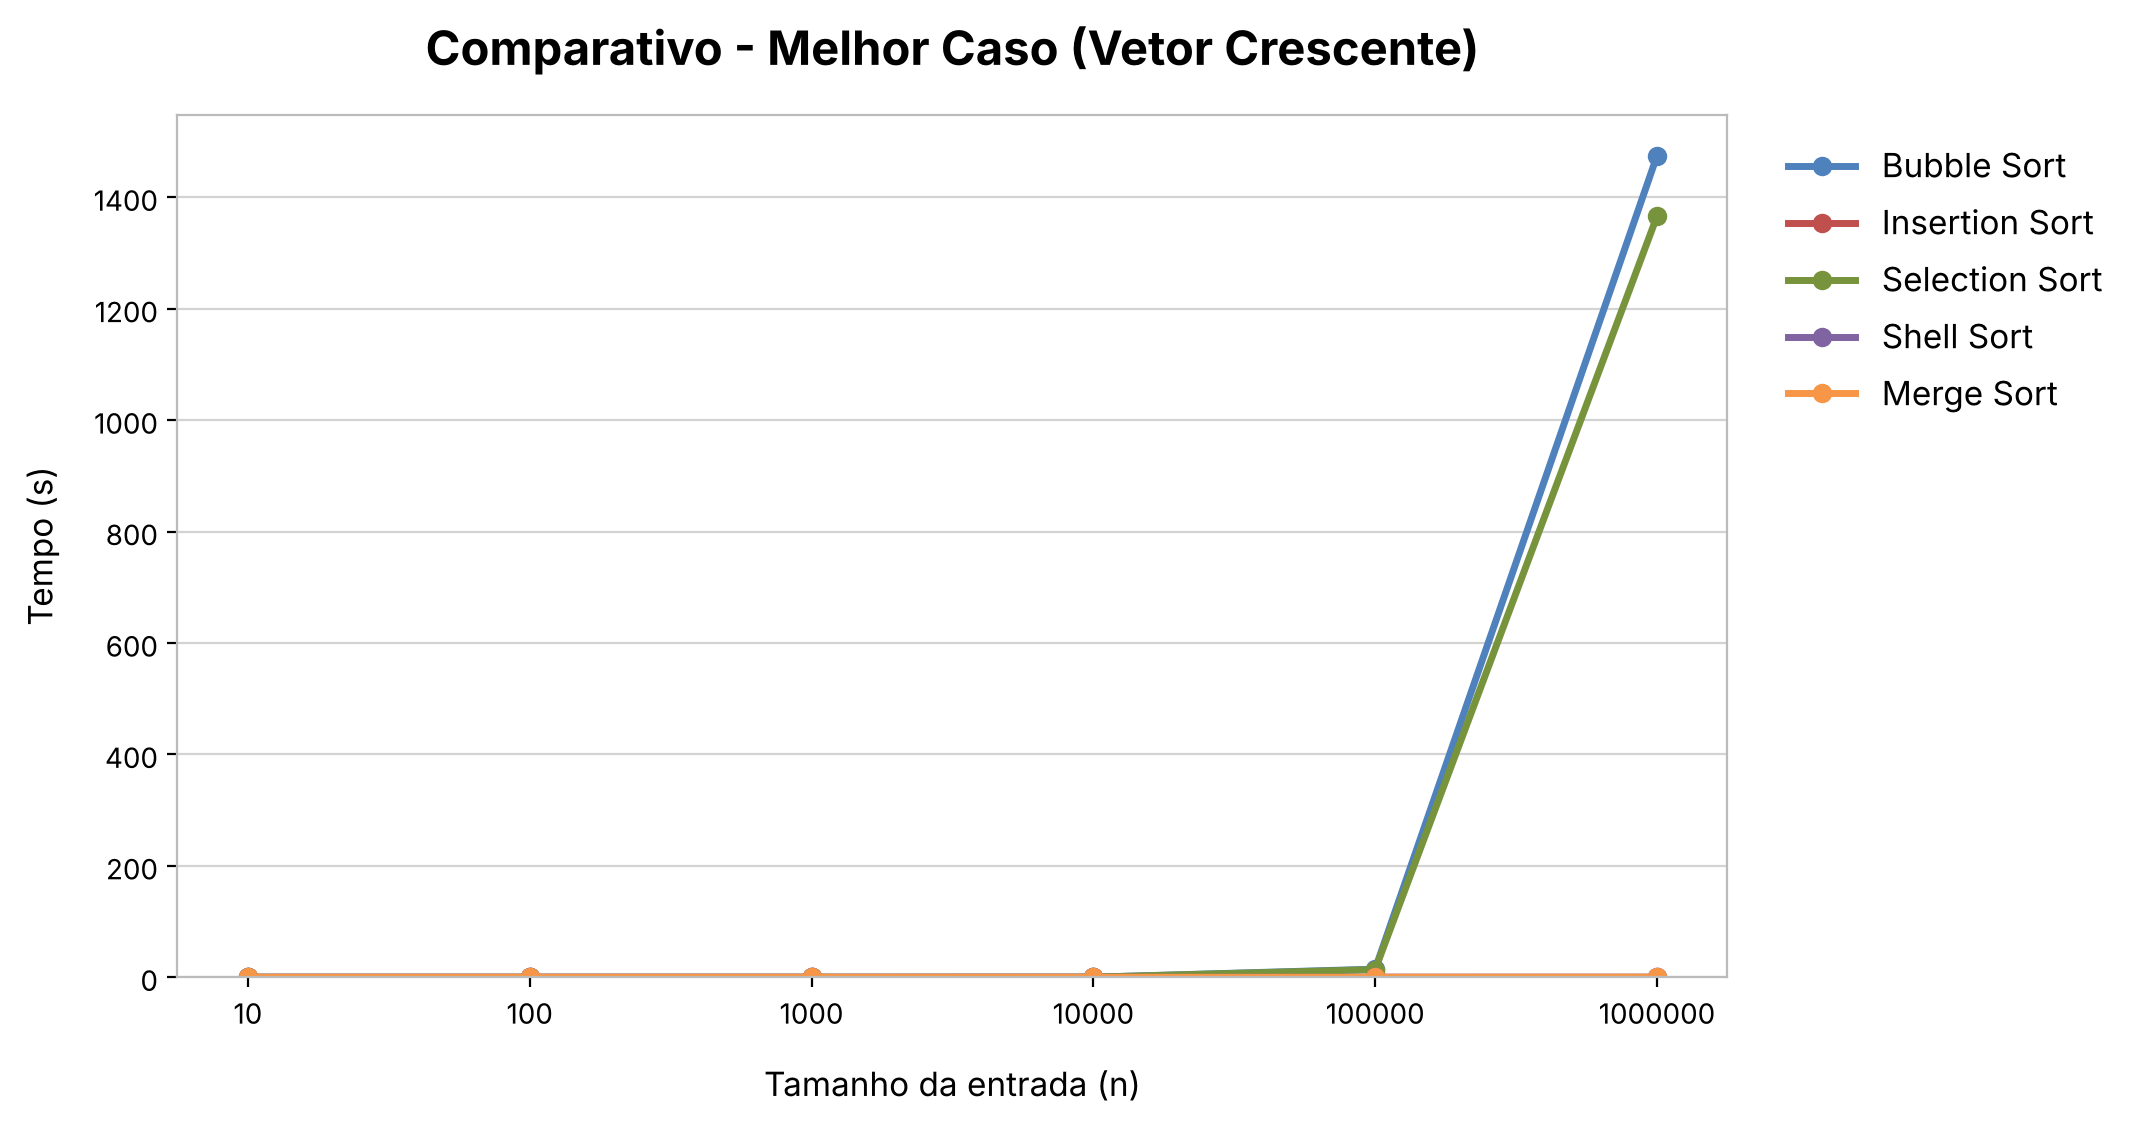 Comparativo - Melhor Caso (Vetor Crescente)
Tempo (s)
1400
1200
1000
800
600
400
200
0
10 100 1000 10000 100000 1000000
Tamanho da entrada (n)
Bubble Sort
Insertion Sort
Selection Sort
Shell Sort
Merge Sort